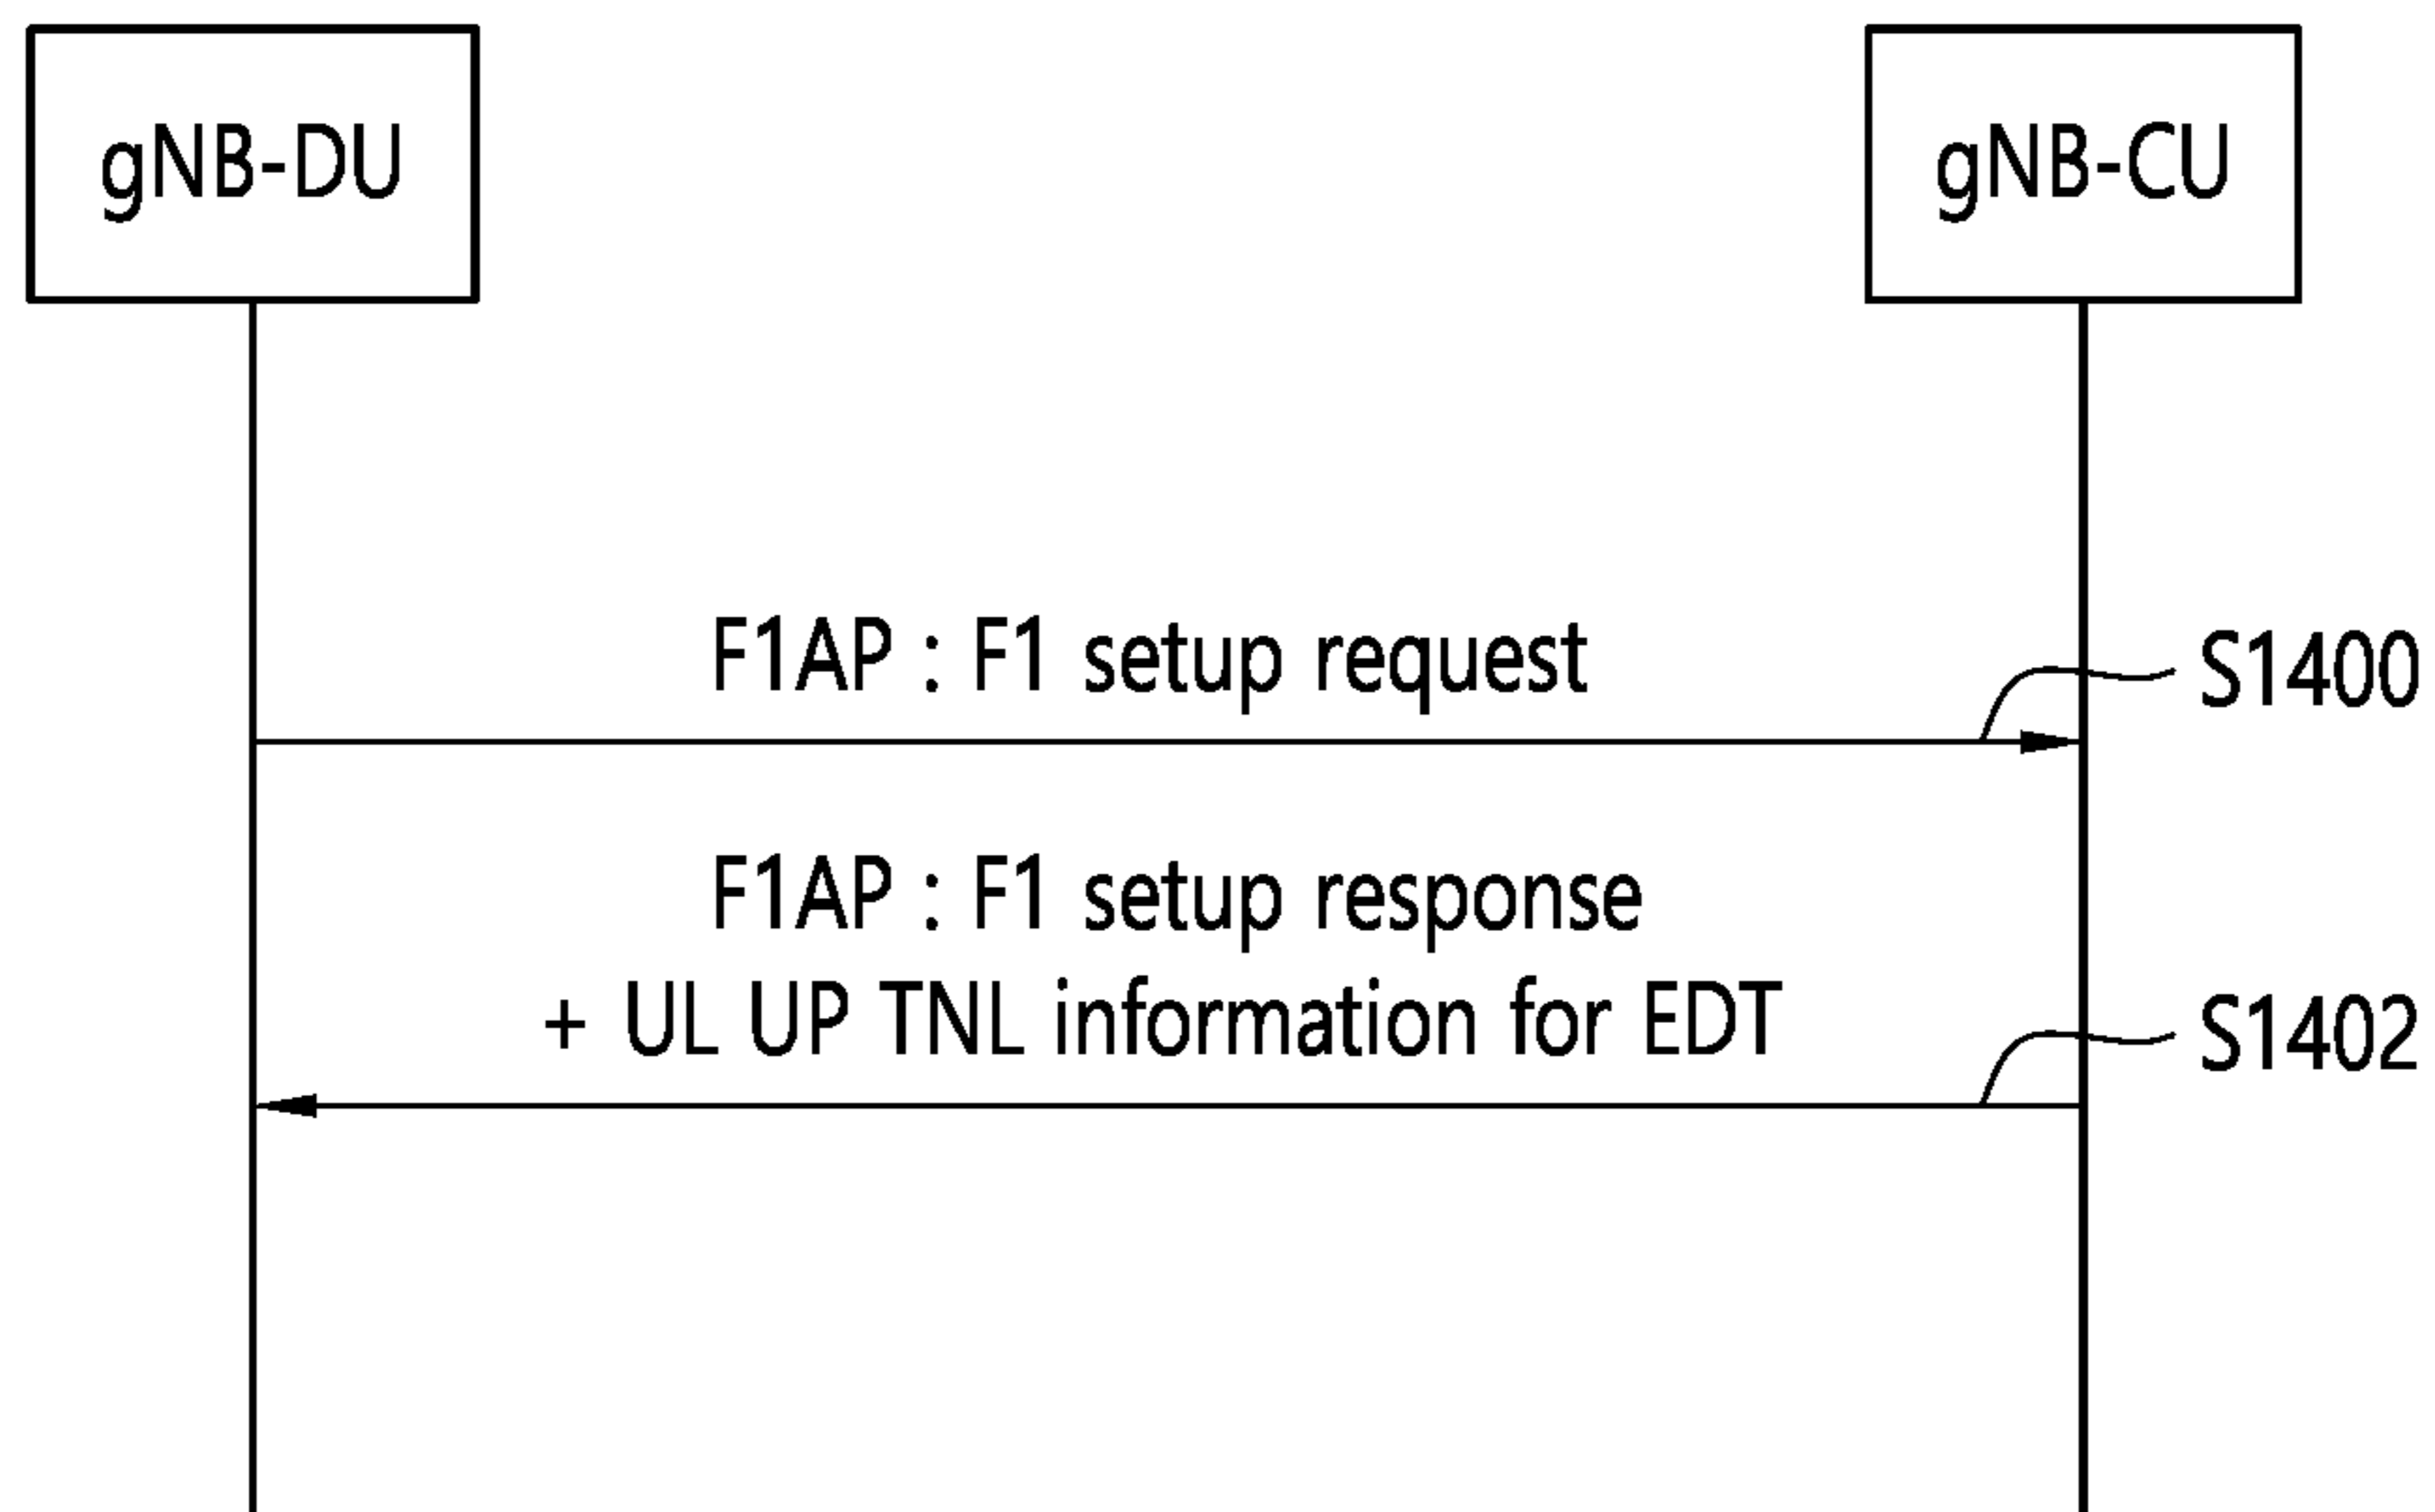 gNB-DU
gNB-CU
F1AP : F1 setup request
S1400
F1AP : F1 setup response
+ UL UP TNL information for EDT
S1402